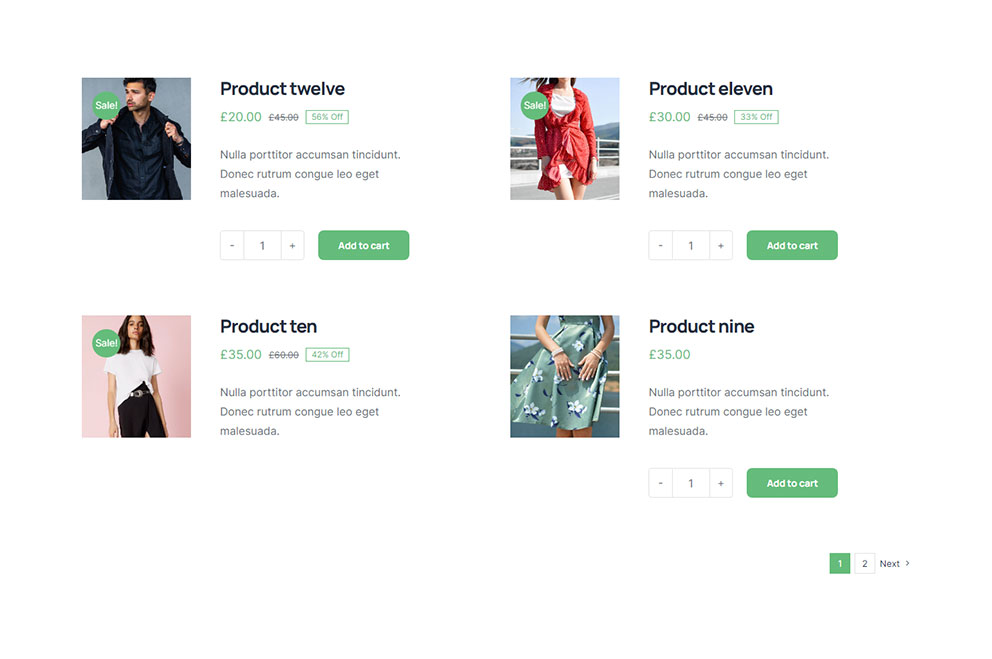 Sale!
Product twelve
£20.00 £45.00 56% Off
Nulla porttitor accumsan tincidunt.
Donec rutrum congue leo eget
malesuada.
- 1 + Add to cart
Sale!
Product eleven
£30.00 £45.00 33% Off
Nulla porttitor accumsan tincidunt.
Donec rutrum congue leo eget
malesuada.
- 1 + Add to cart
Sale!
Product ten
£35.00 £60.00 42% Off
Nulla porttitor accumsan tincidunt.
Donec rutrum congue leo eget
malesuada.
Product nine
£35.00
Nulla porttitor accumsan tincidunt.
Donec rutrum congue leo eget
malesuada.
- 1 + Add to cart
1 2 Next >